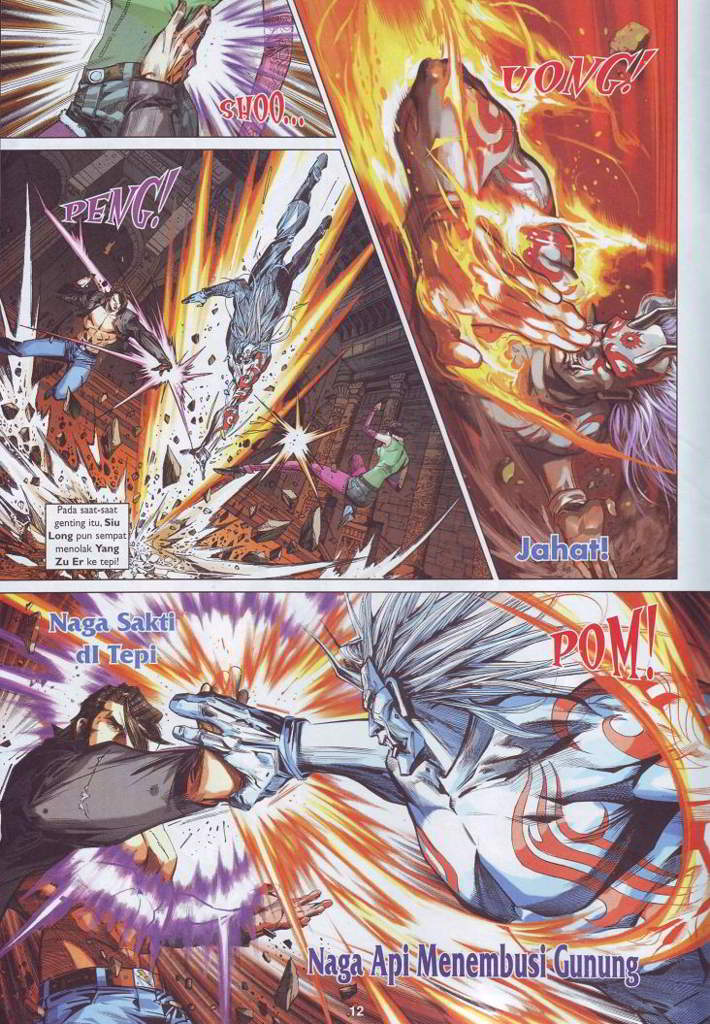 SHOO...
UONG!
PENG!
Pada saat-saat
genting itu, Siu
Long pun sempat
menolak Yang
Zu Er ke tepi!
Jahat!
Naga Sakti
dI Tepi
POM!
Naga Api Menembusi Gunung
.12